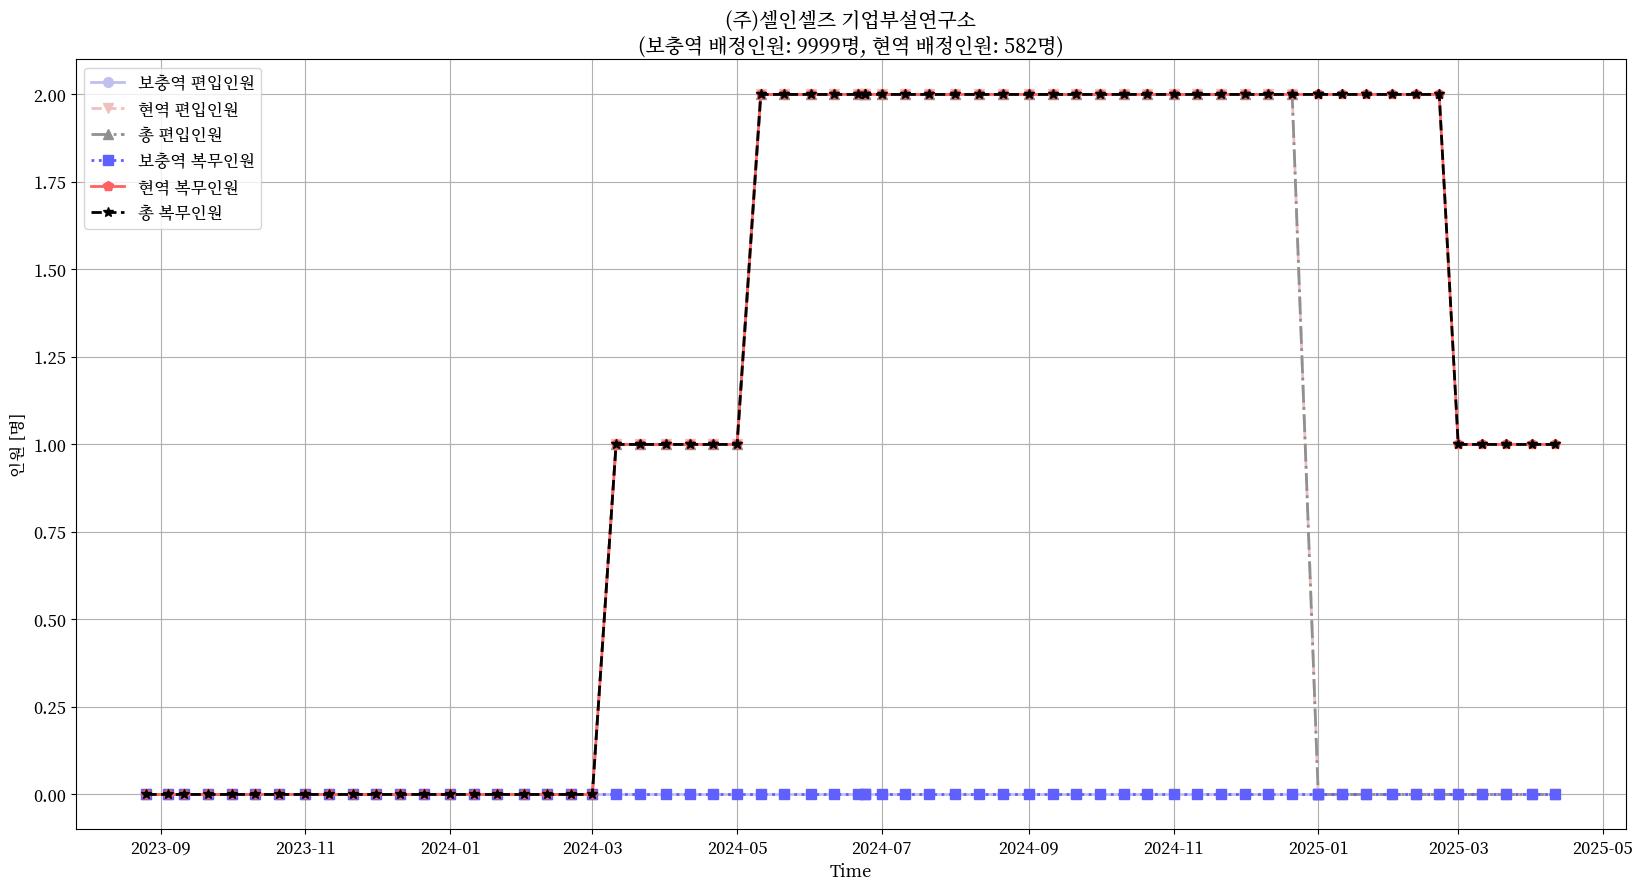 (주)셀인셀즈 기업부설연구소
(보충역 배정인원: 9999명, 현역 배정인원: 582명)
보충역 편입인원
현역 편입인원
총 편입인원
보충역 복무인원
현역 복무인원
총 복무인원
인원 [명]
2.00
1.75
1.50
1.25
1.00
0.75
0.50
0.25
0.00
2023-09 2023-11 2024-01 2024-03 2024-05 2024-07 2024-09 2024-11 2025-01 2025-03 2025-05
Time